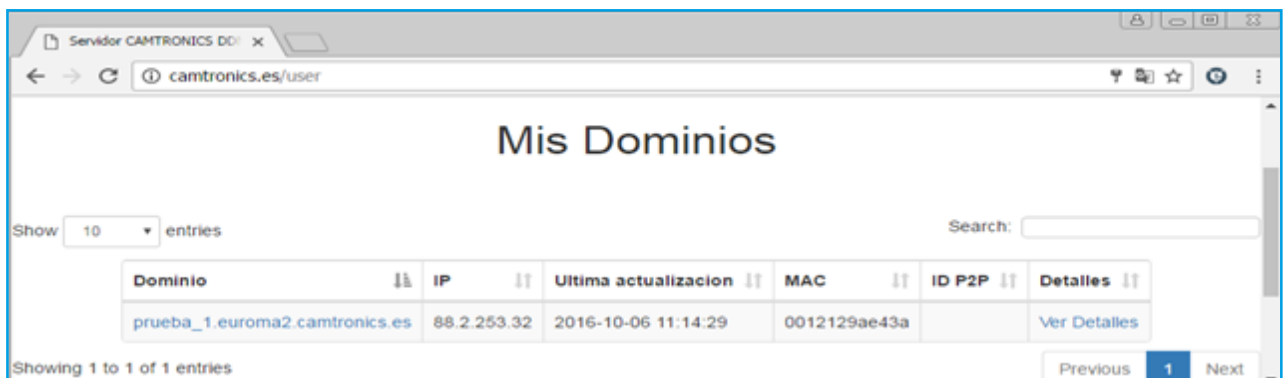 Servidor CAMTRONICS DD
camtronics.es/user
Mis Dominios
Show 10 entries
Search:
Dominio IP Ultima actualizacion MAC ID P2P Detalles
prueba_1.euroma2.camtronics.es 88.2.253.32 2016-10-06 11:14:29 0012129ae43a Ver Detalles
Showing 1 to 1 of 1 entries
Previous 1 Next